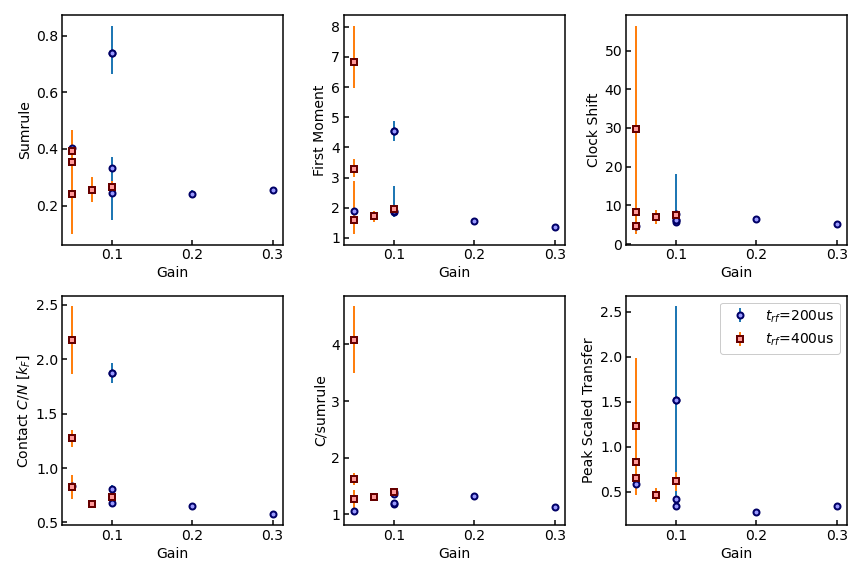 Sumrule
0.8
0.6
0.4
0.2
0.1 0.2 0.3
Gain
First Moment
8
7
6
5
4
3
2
1
0.1 0.2 0.3
Gain
Clock Shift
50
40
30
20
10
0
0.1 0.2 0.3
Gain
Contact C/N [k_F]
2.5
2.0
1.5
1.0
0.5
0.1 0.2 0.3
Gain
C/sumrule
4
3
2
1
0.1 0.2 0.3
Gain
Peak Scaled Transfer
2.5
2.0
1.5
1.0
0.5
0.1 0.2 0.3
Gain
t_rf=200us
t_rf=400us